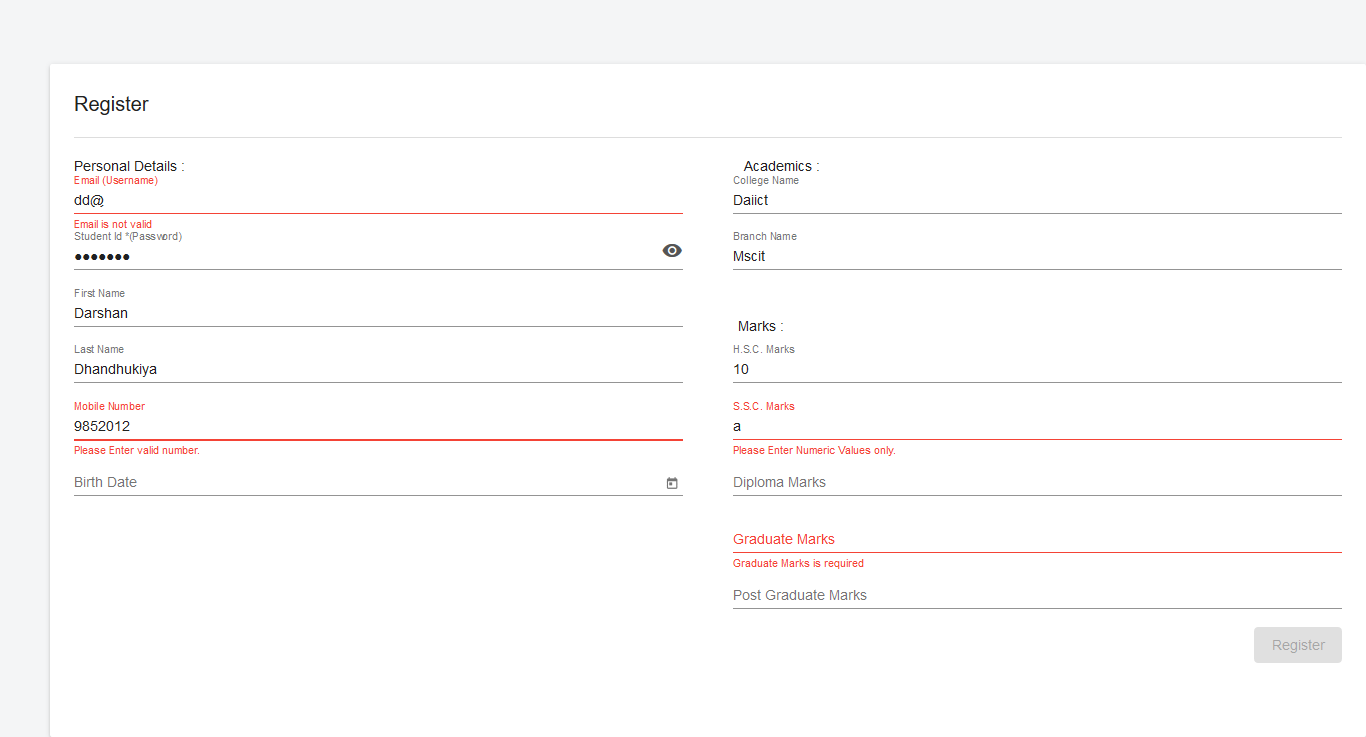 Register
Personal Details :
Email (Username)
dd@
Email is not valid
Student Id *(Password)
•••••••
First Name
Darshan
Last Name
Dhandhukiya
Mobile Number
9852012
Please Enter valid number.
Birth Date
Academics :
College Name
Daiict
Branch Name
Mscit
Marks :
H.S.C. Marks
10
S.S.C. Marks
a
Please Enter Numeric Values only.
Diploma Marks
Graduate Marks
Graduate Marks is required
Post Graduate Marks
Register